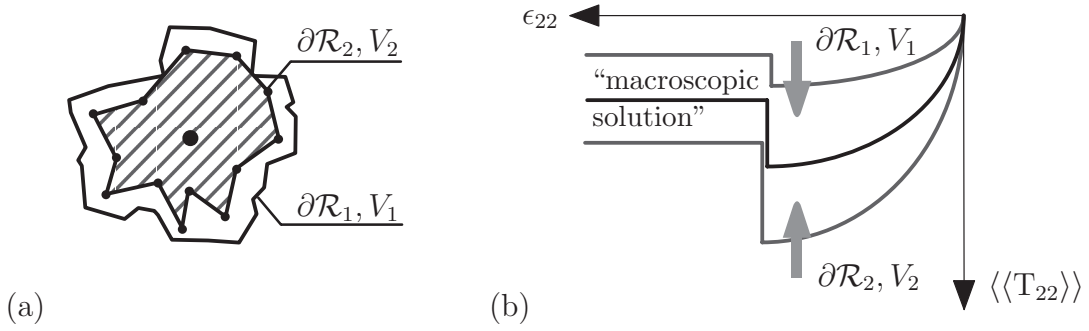 ∂ℛ₂, V₂
∂ℛ₁, V₁
(a)
ϵ₂₂
∂ℛ₁, V₁
“macroscopic
solution”
∂ℛ₂, V₂
⟨⟨T₂₂⟩⟩
(b)